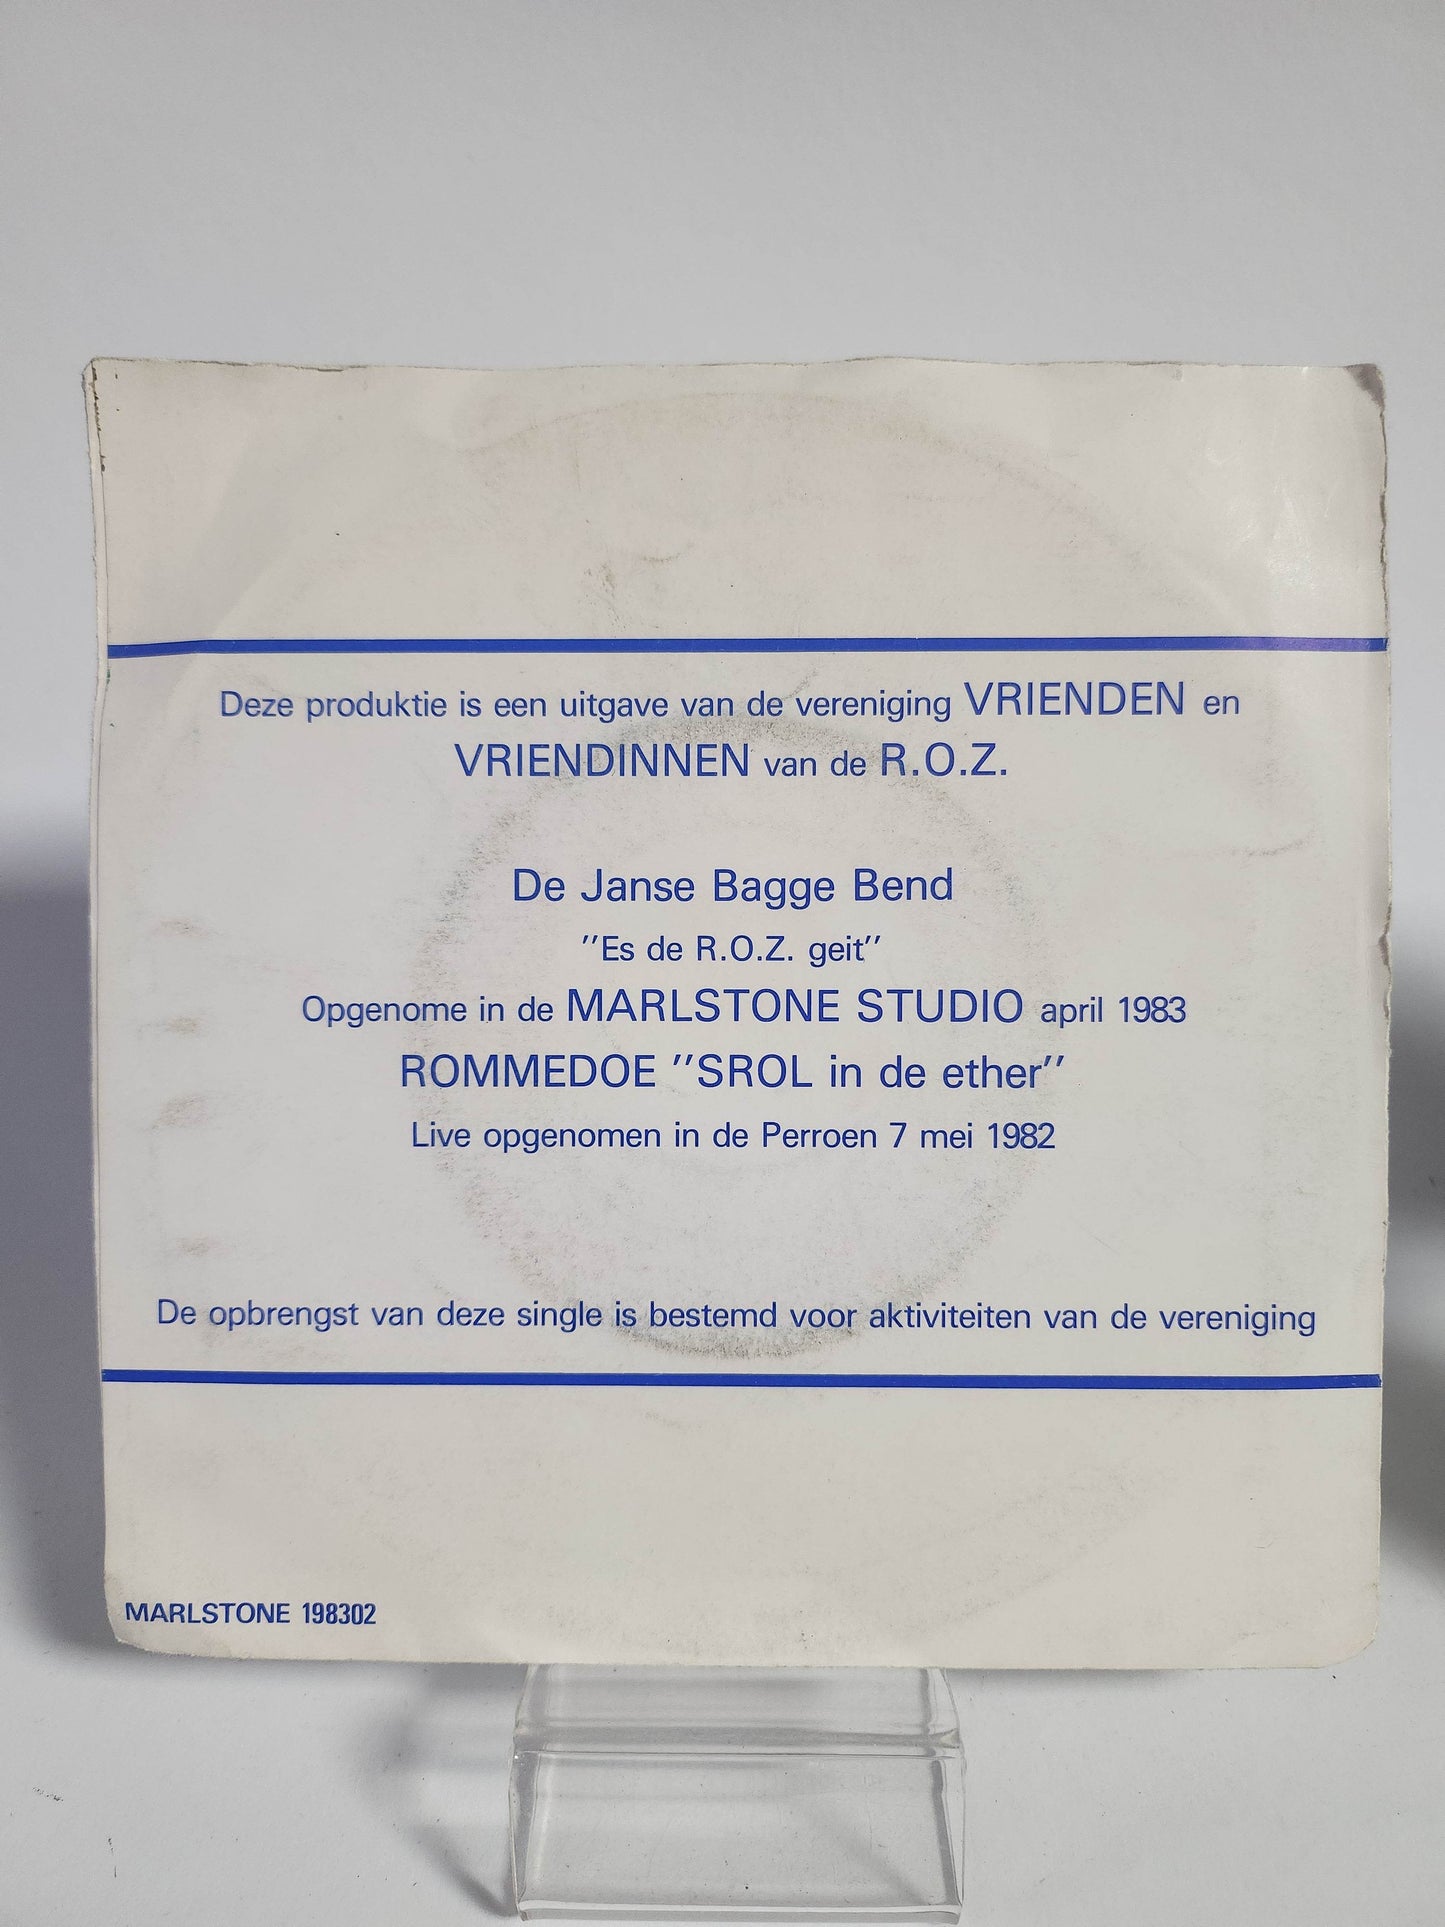 Deze produktie is een uitgave van de vereniging VRIENDEN en
VRIENDINNEN van de R.O.Z.
De Janse Bagge Bend
''Es de R.O.Z. geit''
Opgenome in de MARLSTONE STUDIO april 1983
ROMMEDOE ''SROL in de ether''
Live opgenomen in de Perroen 7 mei 1982
De opbrengst van deze single is bestemd voor aktiviteiten van de vereniging
MARLSTONE 198302